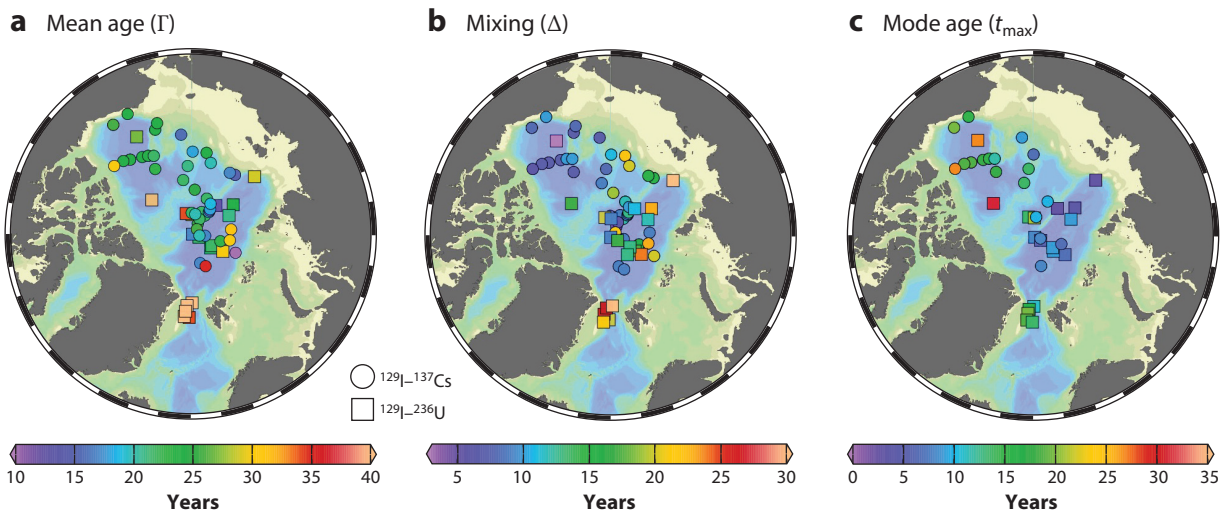 a Mean age (Γ)
b Mixing (Δ)
c Mode age (tmax)
129I–137Cs
129I–236U
10 15 20 25 30 35 40
Years
5 10 15 20 25 30
Years
0 5 10 15 20 25 30 35
Years